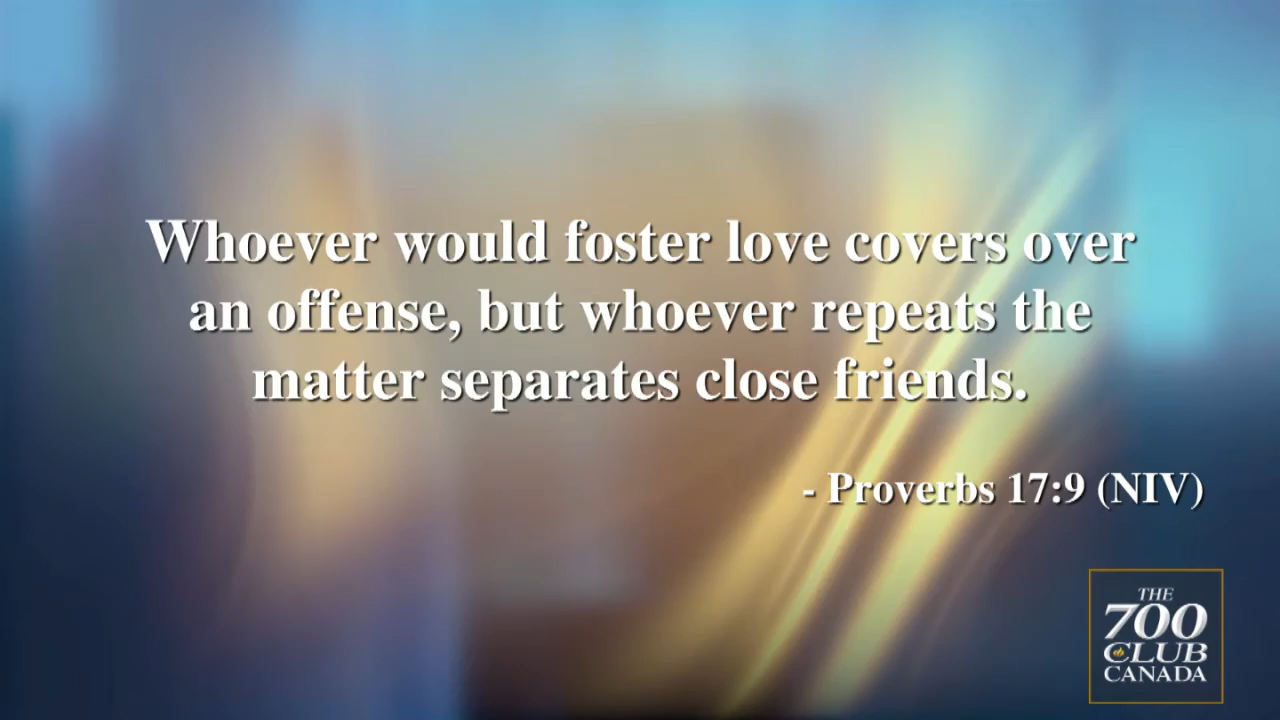 Whoever would foster love covers over
an offense, but whoever repeats the
matter separates close friends.
- Proverbs 17:9 (NIV)
THE
700
CLUB
CANADA